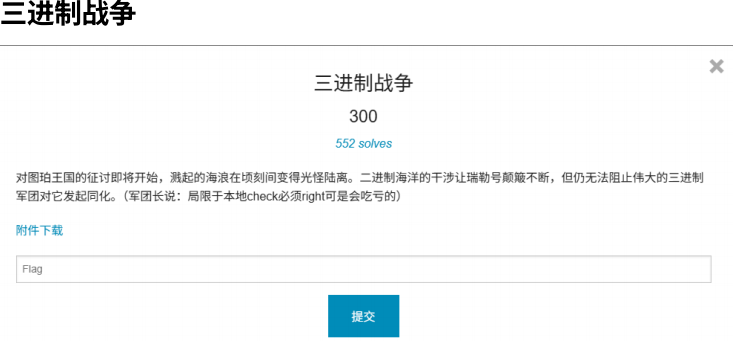 三进制战争
三进制战争
300
552 solves
对图珀王国的征讨即将开始，溅起的海浪在顷刻间变得光怪陆离。二进制海洋的干涉让瑞勒号颠簸不断，但仍无法阻止伟大的三进制
军团对它发起同化。（军团长说：局限于本地check必须right可是会吃亏的）
附件下载
Flag
提交